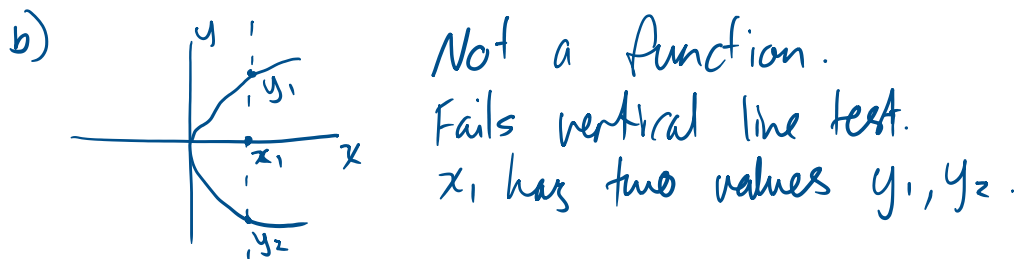 b)
y
y₁
x₁
x
y₂
Not a function.
Fails vertical line test.
x₁ has two values y₁, y₂.